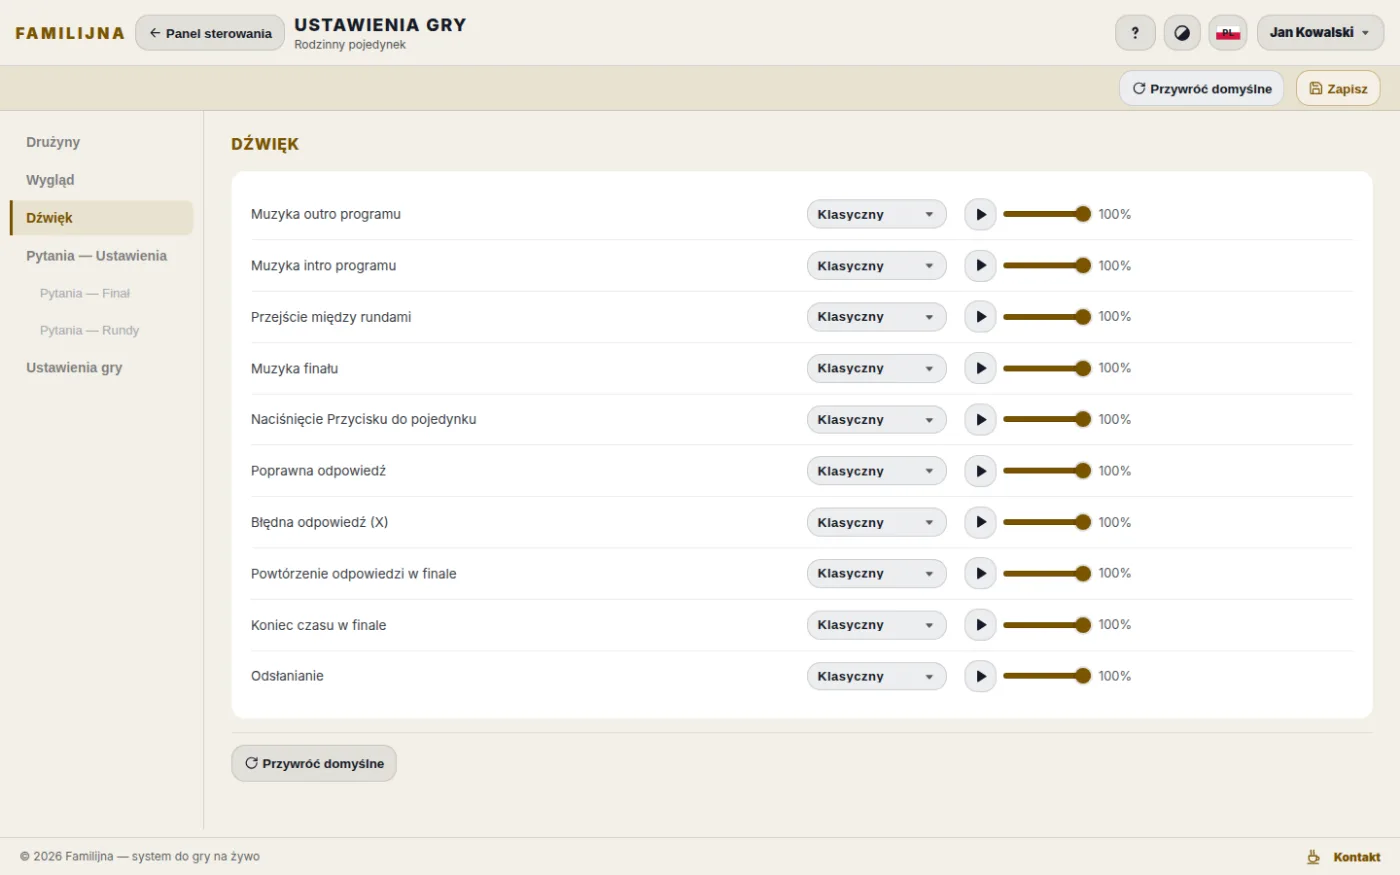 FAMILIJNA
← Panel sterowania
USTAWIENIA GRY
Rodzinny pojedynek
?
PL
Jan Kowalski
Przywróć domyślne
Zapisz
Drużyny
Wygląd
Dźwięk
Pytania — Ustawienia
Pytania — Finał
Pytania — Rundy
Ustawienia gry
DŹWIĘK
Muzyka outro programu Klasyczny 100%
Muzyka intro programu Klasyczny 100%
Przejście między rundami Klasyczny 100%
Muzyka finału Klasyczny 100%
Naciśnięcie Przycisku do pojedynku Klasyczny 100%
Poprawna odpowiedź Klasyczny 100%
Błędna odpowiedź (X) Klasyczny 100%
Powtórzenie odpowiedzi w finale Klasyczny 100%
Koniec czasu w finale Klasyczny 100%
Odsłanianie Klasyczny 100%
Przywróć domyślne
© 2026 Familijna — system do gry na żywo
Kontakt